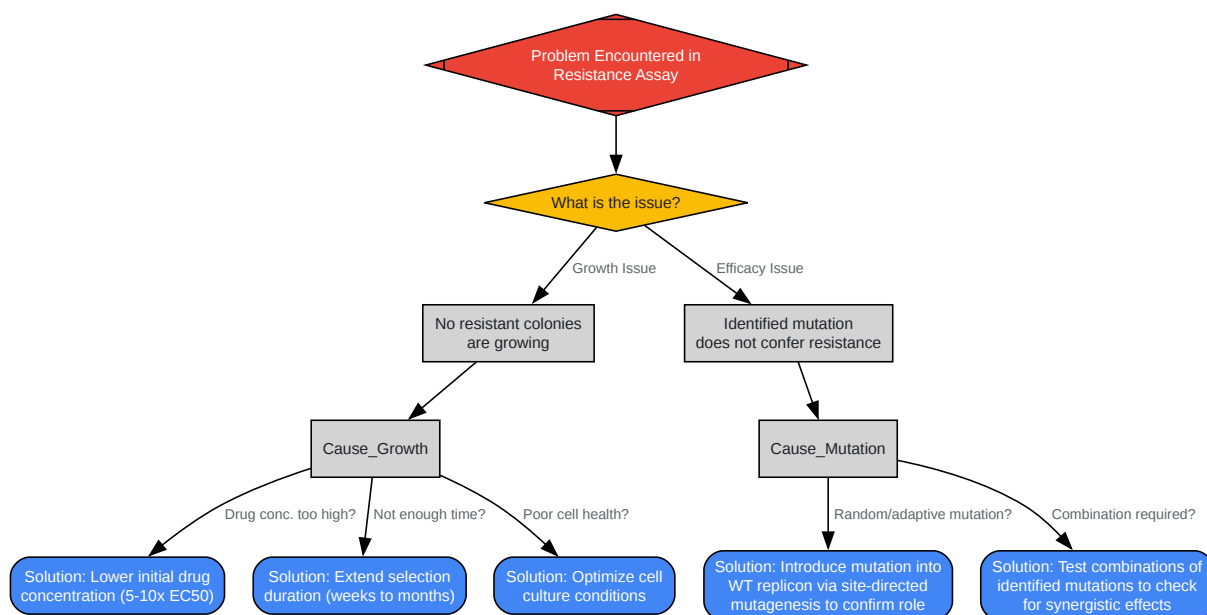 Problem Encountered in
Resistance Assay
What is the issue?
Growth Issue
Efficacy Issue
No resistant colonies
are growing
Identified mutation
does not confer resistance
Cause_Growth
Cause_Mutation
Drug conc. too high?
Not enough time?
Poor cell health?
Random/adaptive mutation?
Combination required?
Solution: Lower initial drug
concentration (5-10x EC50)
Solution: Extend selection
duration (weeks to months)
Solution: Optimize cell
culture conditions
Solution: Introduce mutation into
WT replicon via site-directed
mutagenesis to confirm role
Solution: Test combinations of
identified mutations to check
for synergistic effects